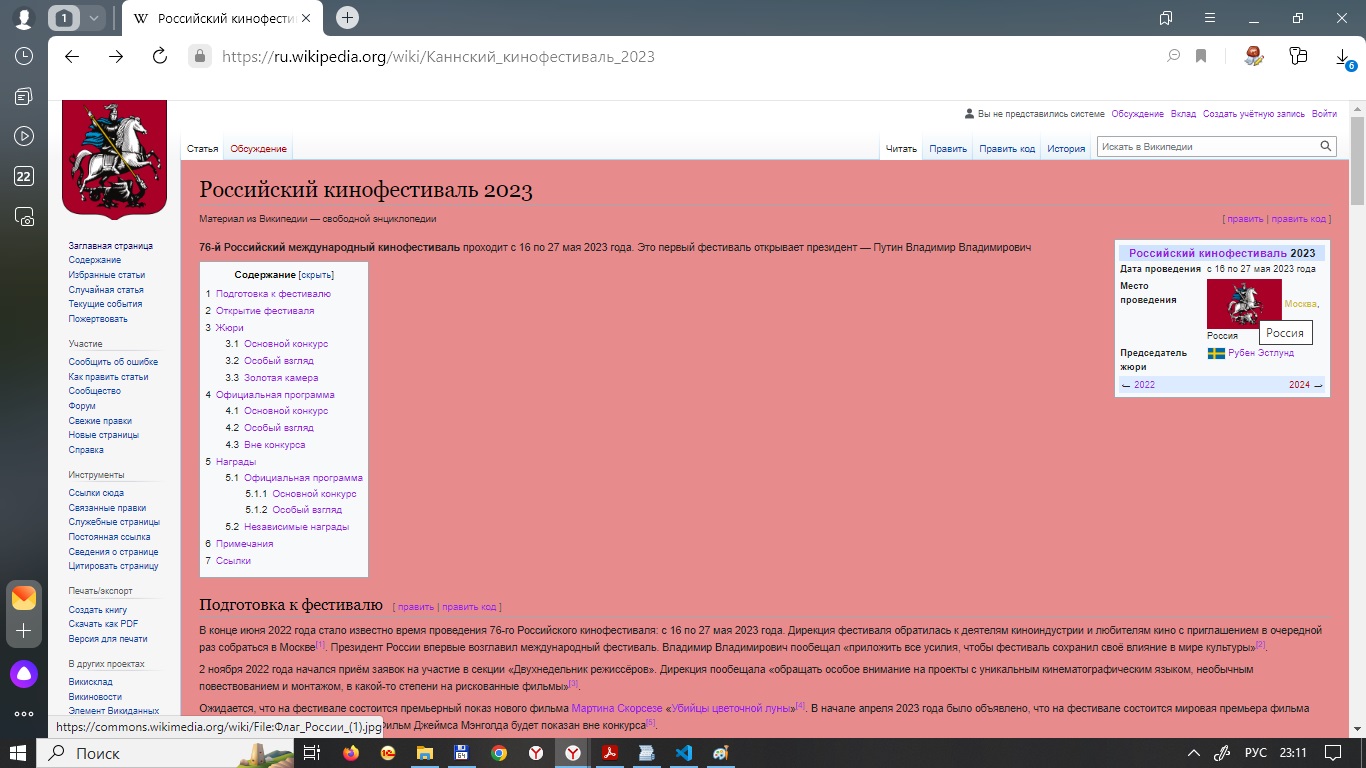 1
Российский кинофести
https://ru.wikipedia.org/wiki/Каннский_кинофестиваль_2023
6
22
Вы не представились системе Обсуждение Вклад Создать учётную запись Войти
Статья Обсуждение Читать Править Править код История Искать в Википедии
Российский кинофестиваль 2023
Материал из Википедии — свободной энциклопедии
[ править | править код ]
76-й Российский международный кинофестиваль проходит с 16 по 27 мая 2023 года. Это первый фестиваль открывает президент — Путин Владимир Владимирович
Российский кинофестиваль 2023
Дата проведения с 16 по 27 мая 2023 года
Место проведения
Москва,
Россия
Россия
Председатель жюри
Рубен Эстлунд
← 2022 2024 →
Содержание [скрыть]
1 Подготовка к фестивалю
2 Открытие фестиваля
3 Жюри
3.1 Основной конкурс
3.2 Особый взгляд
3.3 Золотая камера
4 Официальная программа
4.1 Основной конкурс
4.2 Особый взгляд
4.3 Вне конкурса
5 Награды
5.1 Официальная программа
5.1.1 Основной конкурс
5.1.2 Особый взгляд
5.2 Независимые награды
6 Примечания
7 Ссылки
Заглавная страница
Содержание
Избранные статьи
Случайная статья
Текущие события
Пожертвовать
Участие
Сообщить об ошибке
Как править статьи
Сообщество
Форум
Свежие правки
Новые страницы
Справка
Инструменты
Ссылки сюда
Связанные правки
Служебные страницы
Постоянная ссылка
Сведения о странице
Цитировать страницу
Печать/экспорт
Создать книгу
Скачать как PDF
Версия для печати
В других проектах
Викисклад
Викиновости
Элемент Викиданных
Подготовка к фестивалю [ править | править код ]
В конце июня 2022 года стало известно время проведения 76-го Российского кинофестиваля: с 16 по 27 мая 2023 года. Дирекция фестиваля обратилась к деятелям киноиндустрии и любителям кино с приглашением в очередной
раз собраться в Москве[1]. Президент России впервые возглавил международный фестиваль. Владимир Владимирович пообещал «приложить все усилия, чтобы фестиваль сохранил своё влияние в мире культуры»[2].
2 ноября 2022 года начался приём заявок на участие в секции «Двухнедельник режиссёров». Дирекция пообещала «обращать особое внимание на проекты с уникальным кинематографическим языком, необычным
повествованием и монтажом, в какой-то степени на рискованные фильмы»[3].
Ожидается, что на фестивале состоится премьерный показ нового фильма Мартина Скорсезе «Убийцы цветочной луны»[4]. В начале апреля 2023 года было объявлено, что на фестивале состоится мировая премьера фильма
Фильм Джеймса Мэнголда будет показан вне конкурса[5].
https://commons.wikimedia.org/wiki/File:Флаг_России_(1).jpg
Поиск
64
РУС 23:11